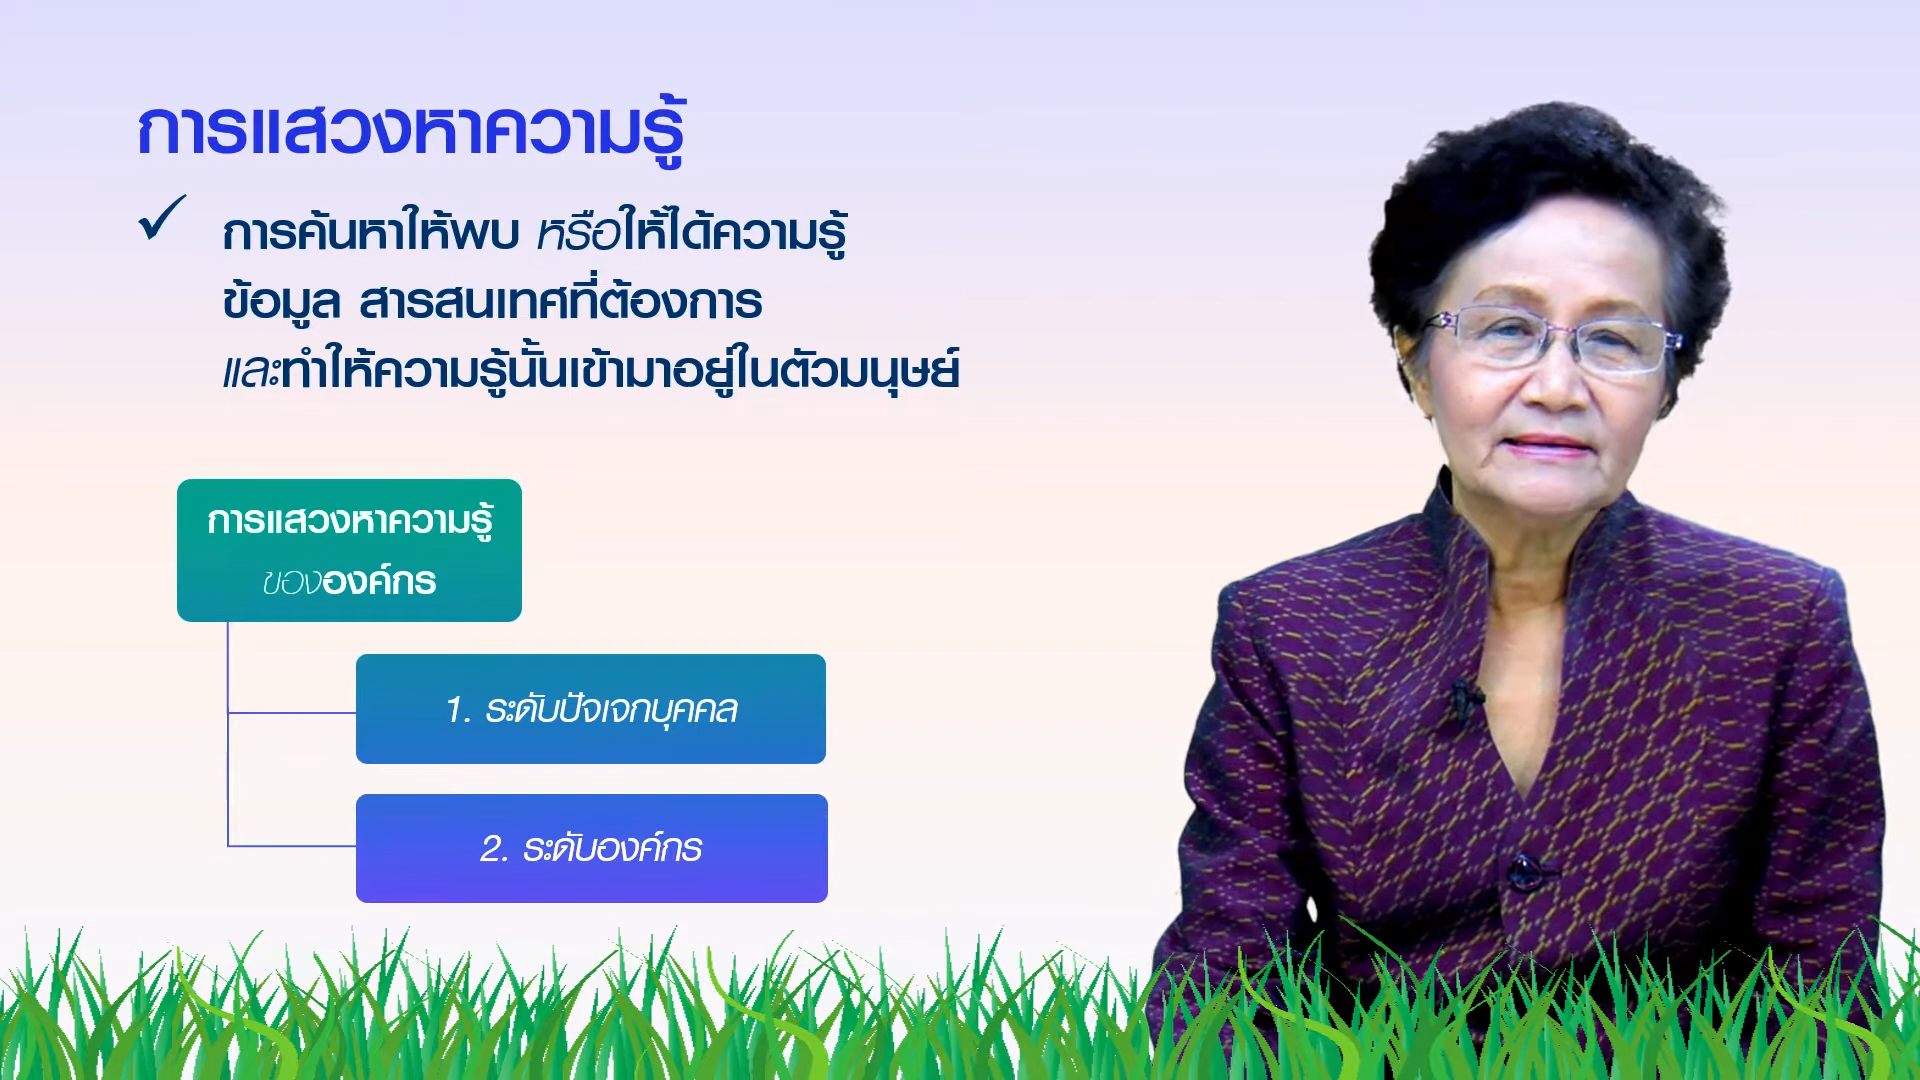 การแสวงหาความรู้
การค้นหาให้พบ หรือให้ได้ความรู้
ข้อมูล สารสนเทศที่ต้องการ
และทำให้ความรู้นั้นเข้ามาอยู่ในตัวมนุษย์
การแสวงหาความรู้
ขององค์กร
1. ระดับปัจเจกบุคคล
2. ระดับองค์กร